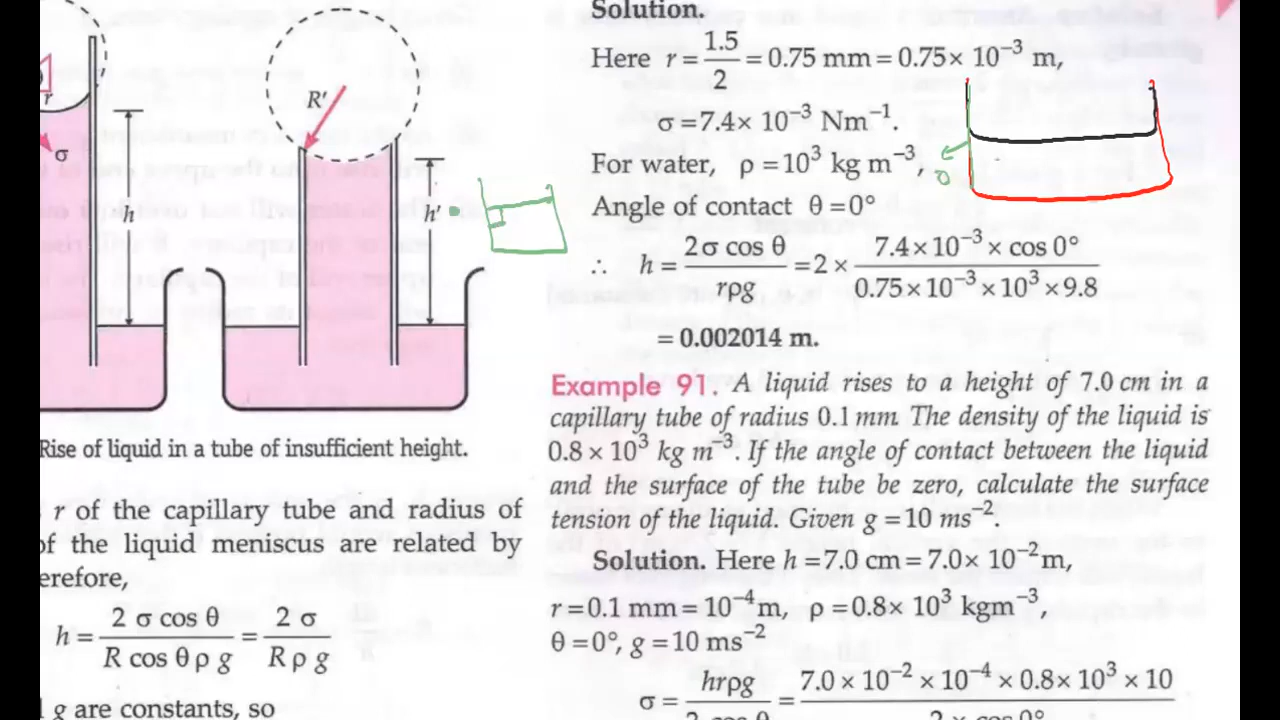 r
σ
h
R′
h′
Rise of liquid in a tube of insufficient height.
r of the capillary tube and radius of
of the liquid meniscus are related by
erefore,
h = 2 σ cos θ / R cos θ ρ g = 2 σ / R ρ g
g are constants, so
Solution.
Here r = 1.5 / 2 = 0.75 mm = 0.75 × 10⁻³ m,
σ = 7.4 × 10⁻³ Nm⁻¹.
For water, ρ = 10³ kg m⁻³,
Angle of contact θ = 0°
∴ h = 2σ cos θ / rρg = 2 × 7.4 × 10⁻³ × cos 0° / 0.75 × 10⁻³ × 10³ × 9.8
= 0.002014 m.
Example 91. A liquid rises to a height of 7.0 cm in a
capillary tube of radius 0.1 mm The density of the liquid is
0.8 × 10³ kg m⁻³. If the angle of contact between the liquid
and the surface of the tube be zero, calculate the surface
tension of the liquid. Given g = 10 ms⁻².
Solution. Here h = 7.0 cm = 7.0 × 10⁻² m,
r = 0.1 mm = 10⁻⁴ m, ρ = 0.8 × 10³ kgm⁻³,
θ = 0°, g = 10 ms⁻²
σ = hrρg / 2 cos θ = 7.0 × 10⁻² × 10⁻⁴ × 0.8 × 10³ × 10 / 2 × cos 0°